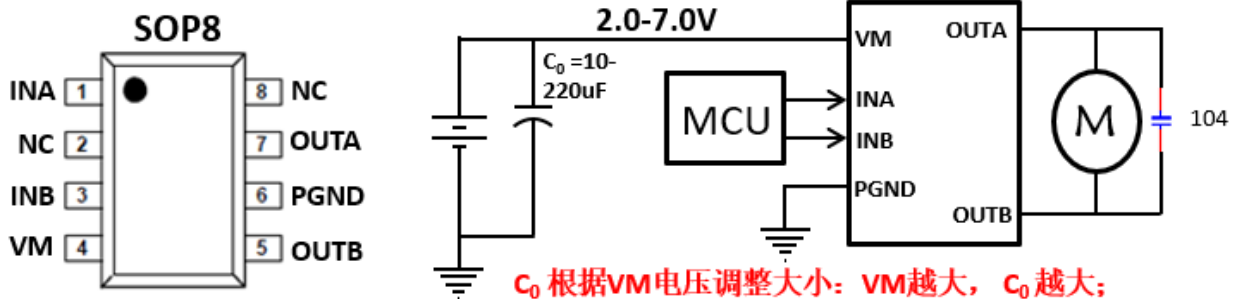 SOP8
INA 1 8 NC
NC 2 7 OUTA
INB 3 6 PGND
VM 4 5 OUTB
2.0-7.0V
C₀ =10-
220uF
MCU
VM
INA
INB
PGND
OUTA
OUTB
M
104
C₀ 根据VM电压调整大小：VM越大，C₀ 越大；